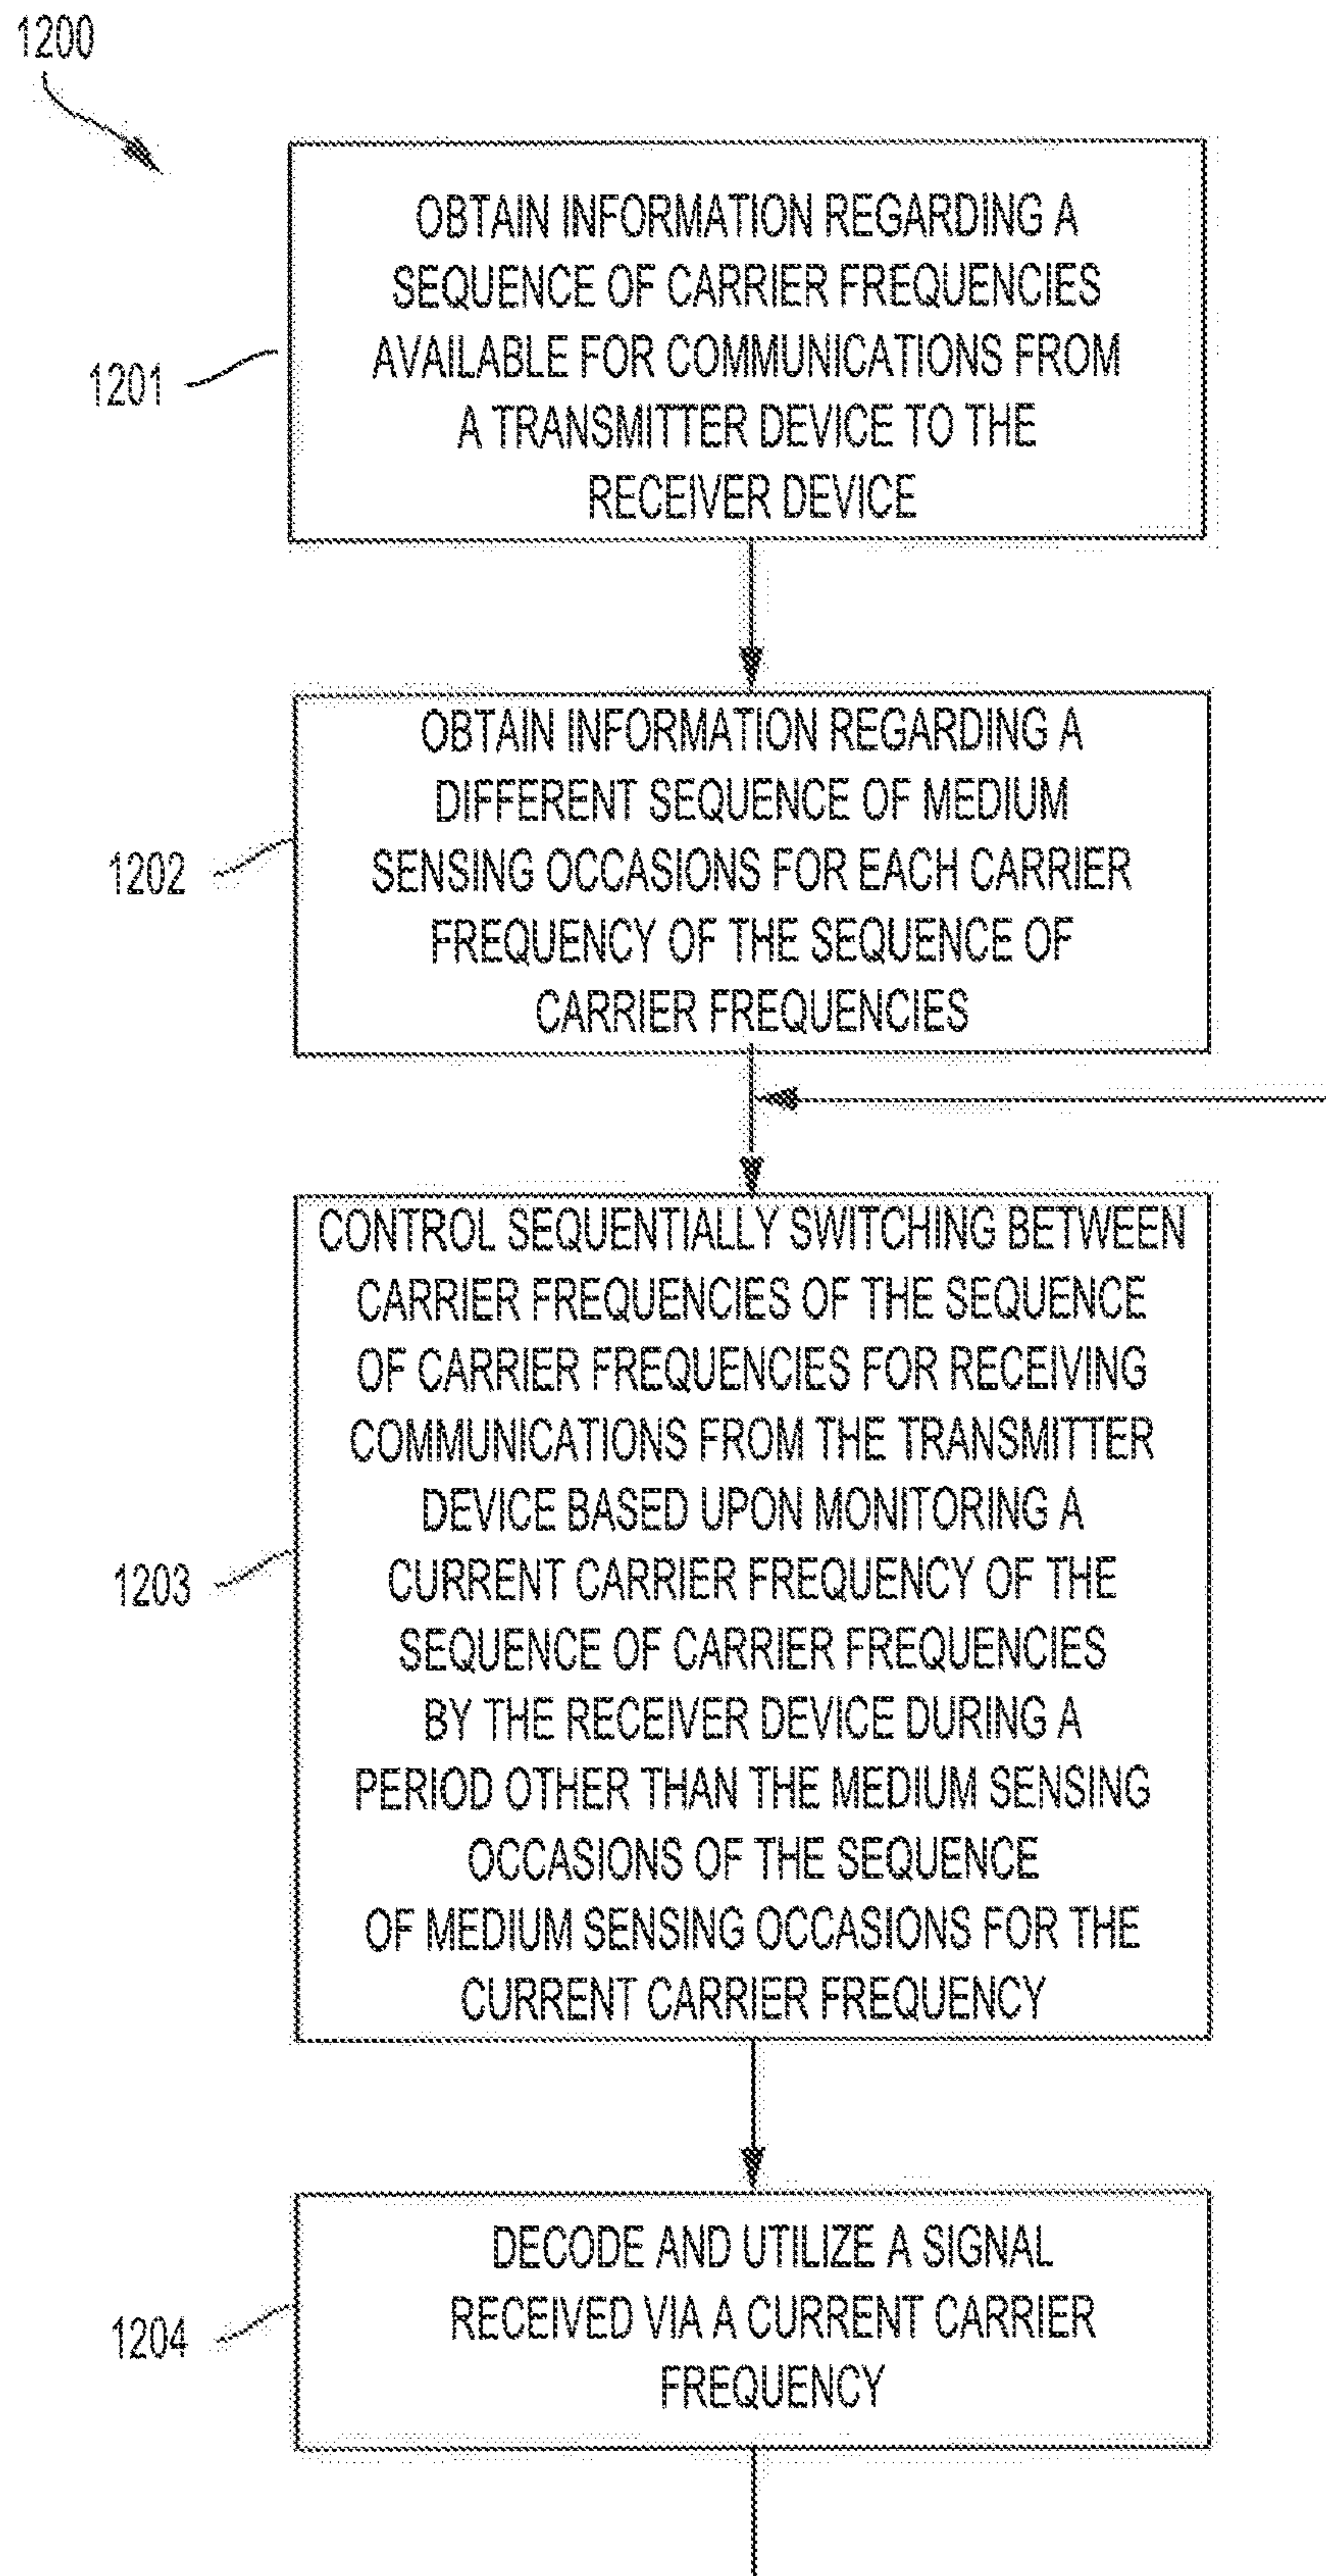 1200
OBTAIN INFORMATION REGARDING A
SEQUENCE OF CARRIER FREQUENCIES
AVAILABLE FOR COMMUNICATIONS FROM
A TRANSMITTER DEVICE TO THE
RECEIVER DEVICE
1201
OBTAIN INFORMATION REGARDING A
DIFFERENT SEQUENCE OF MEDIUM
SENSING OCCASIONS FOR EACH CARRIER
FREQUENCY OF THE SEQUENCE OF
CARRIER FREQUENCIES
1202
CONTROL SEQUENTIALLY SWITCHING BETWEEN
CARRIER FREQUENCIES OF THE SEQUENCE
OF CARRIER FREQUENCIES FOR RECEIVING
COMMUNICATIONS FROM THE TRANSMITTER
DEVICE BASED UPON MONITORING A
CURRENT CARRIER FREQUENCY OF THE
SEQUENCE OF CARRIER FREQUENCIES
BY THE RECEIVER DEVICE DURING A
PERIOD OTHER THAN THE MEDIUM SENSING
OCCASIONS OF THE SEQUENCE
OF MEDIUM SENSING OCCASIONS FOR THE
CURRENT CARRIER FREQUENCY
1203
DECODE AND UTILIZE A SIGNAL
RECEIVED VIA A CURRENT CARRIER
FREQUENCY
1204